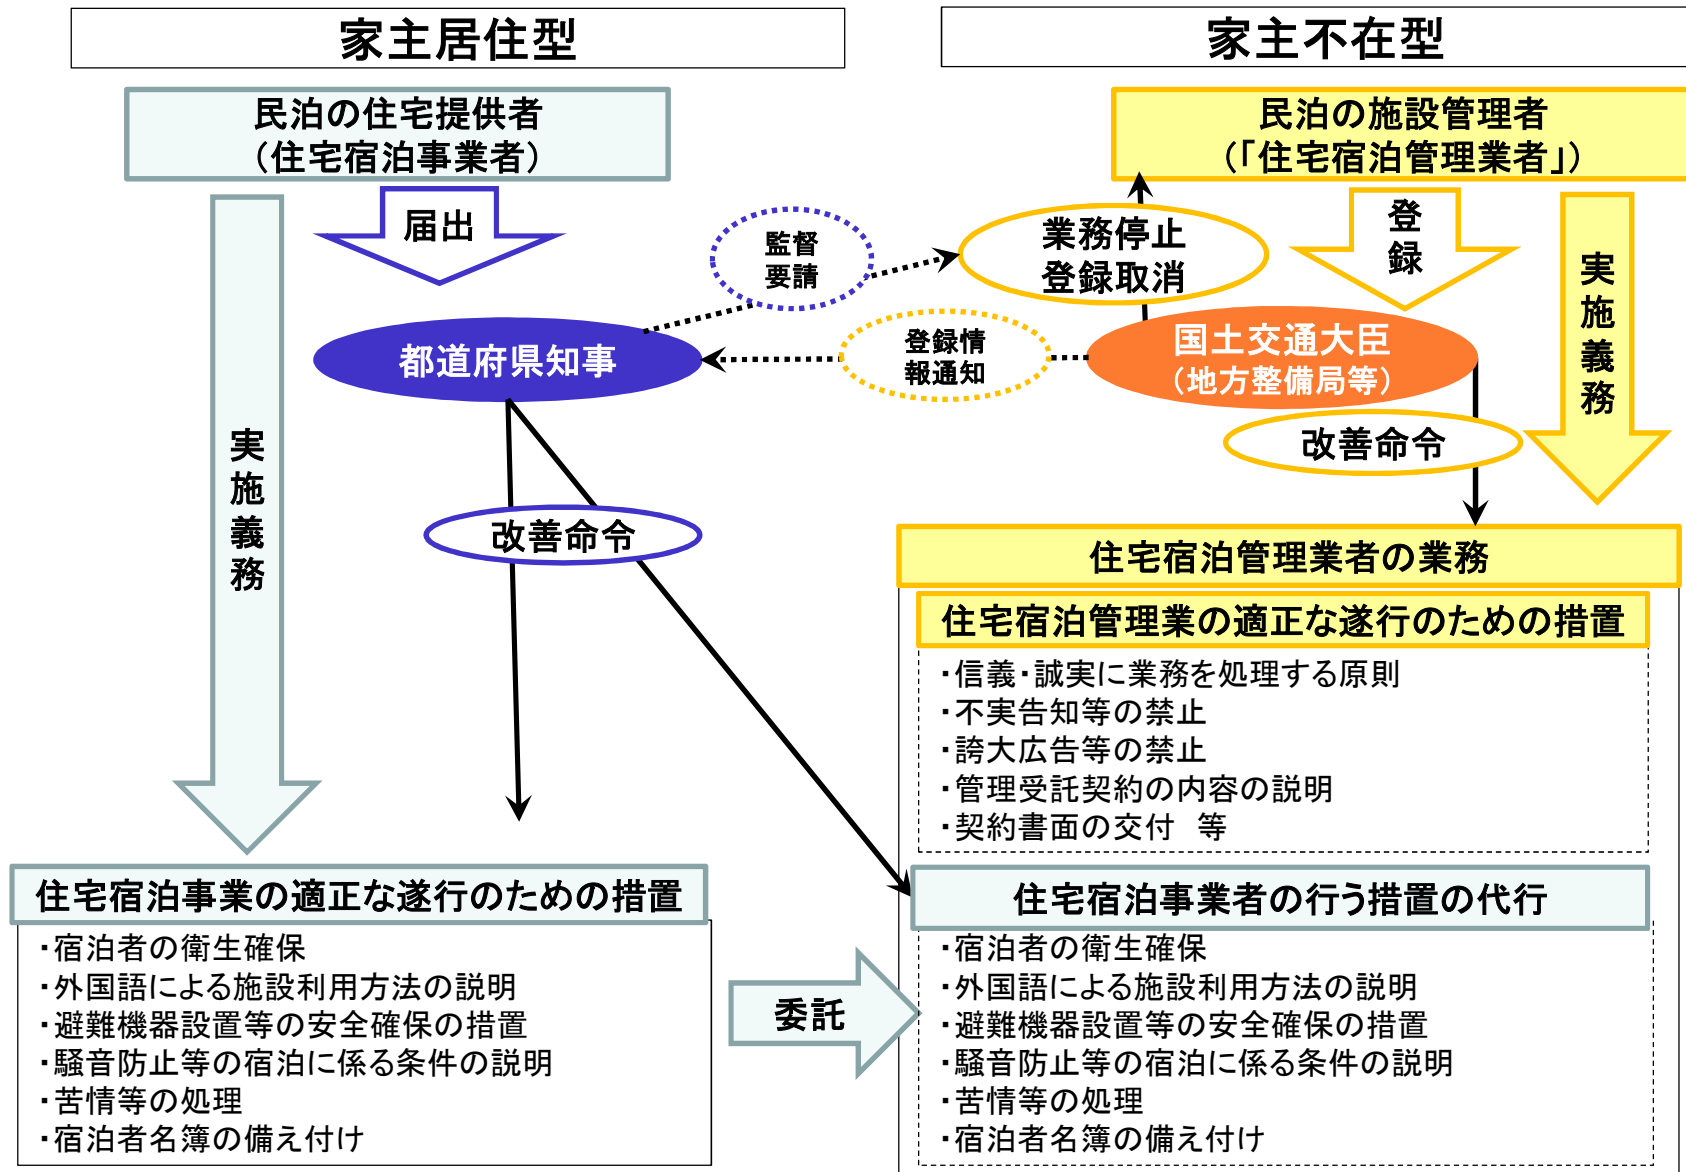 家主居住型
家主不在型
民泊の住宅提供者
（住宅宿泊事業者）
民泊の施設管理者
（「住宅宿泊管理業者」）
届出
監督
要請
業務停止
登録取消
登録
実施義務
都道府県知事
登録情
報通知
国土交通大臣
（地方整備局等）
改善命令
実施義務
改善命令
住宅宿泊管理業者の業務
住宅宿泊管理業の適正な遂行のための措置
・信義・誠実に業務を処理する原則
・不実告知等の禁止
・誇大広告等の禁止
・管理受託契約の内容の説明
・契約書面の交付　等
住宅宿泊事業の適正な遂行のための措置
・宿泊者の衛生確保
・外国語による施設利用方法の説明
・避難機器設置等の安全確保の措置
・騒音防止等の宿泊に係る条件の説明
・苦情等の処理
・宿泊者名簿の備え付け
委託
住宅宿泊事業者の行う措置の代行
・宿泊者の衛生確保
・外国語による施設利用方法の説明
・避難機器設置等の安全確保の措置
・騒音防止等の宿泊に係る条件の説明
・苦情等の処理
・宿泊者名簿の備え付け